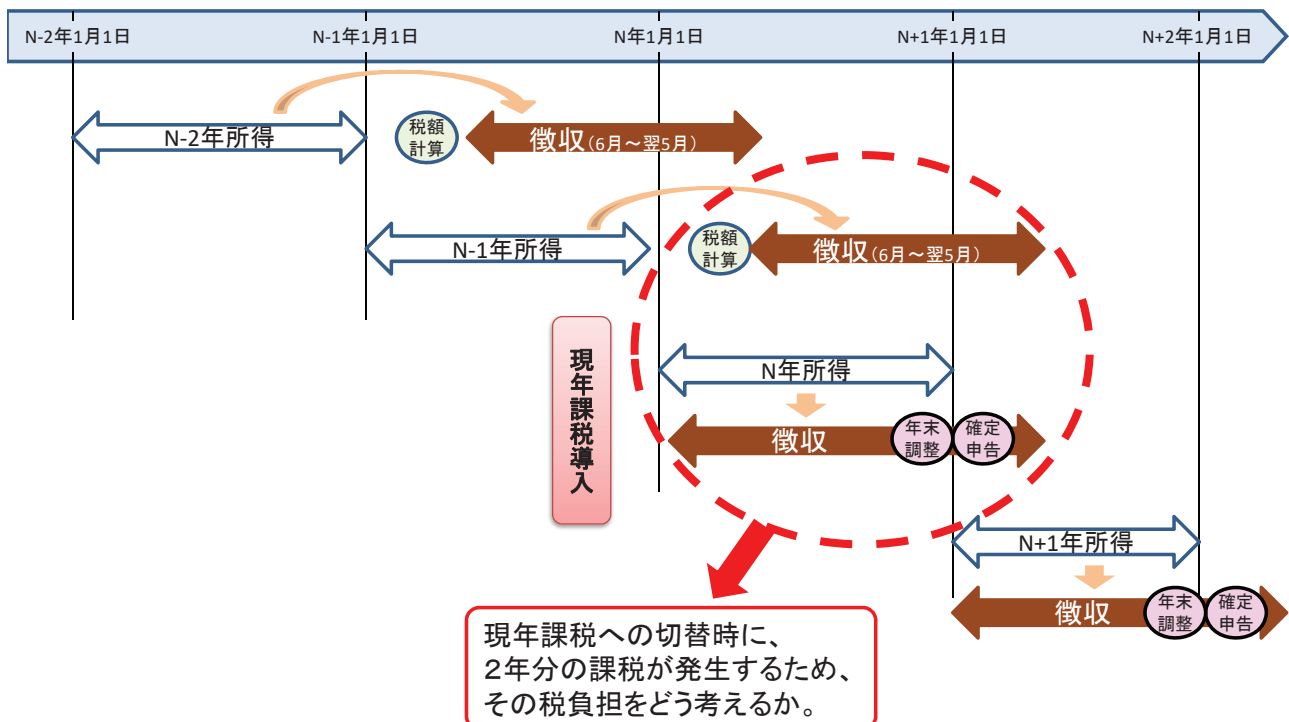 N-2年1月1日
N-1年1月1日
N年1月1日
N+1年1月1日
N+2年1月1日
N-2年所得
税額
計算
徴収(6月～翌5月)
N-1年所得
税額
計算
徴収(6月～翌5月)
現年課税導入
N年所得
徴収
年末
調整
確定
申告
N+1年所得
徴収
年末
調整
確定
申告
現年課税への切替時に、
２年分の課税が発生するため、
その税負担をどう考えるか。